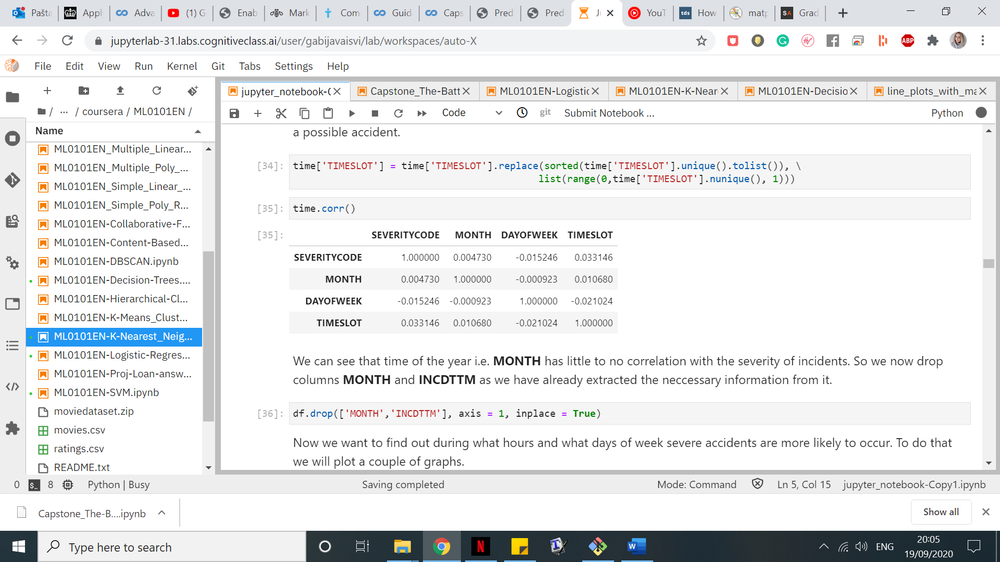 Pašta
Appl
Adva
(1) G
Enab
Mark
Com
Guid
Caps
Pred
Pred
Ju
YouT
tds How
matp
SA Grad
jupyterlab-31.labs.cognitiveclass.ai/user/gabijavaisvi/lab/workspaces/auto-X
ABP
File Edit View Run Kernel Git Tabs Settings Help
/ ... / coursera / ML0101EN /
Name
ML0101EN_Multiple_Linear...
ML0101EN_Multiple_Poly_...
ML0101EN_Simple_Linear_...
ML0101EN_Simple_Poly_R...
ML0101EN-Collaborative-F...
ML0101EN-Content-Based...
ML0101EN-DBSCAN.ipynb
ML0101EN-Decision-Trees....
ML0101EN-Hierarchical-Cl...
ML0101EN-K-Means_Clust...
ML0101EN-K-Nearest_Neig...
ML0101EN-Logistic-Regres...
ML0101EN-Proj-Loan-answ...
ML0101EN-SVM.ipynb
moviedataset.zip
movies.csv
ratings.csv
README.txt
jupyter_notebook-C
Capstone_The-Batt
ML0101EN-Logistic
ML0101EN-K-Near
ML0101EN-Decisio
line_plots_with_ma
Code git Submit Notebook ... Python
a possible accident.
[34]: time['TIMESLOT'] = time['TIMESLOT'].replace(sorted(time['TIMESLOT'].unique().tolist()), \
list(range(0,time['TIMESLOT'].nunique(), 1)))
[35]: time.corr()
[35]: SEVERITYCODE MONTH DAYOFWEEK TIMESLOT
SEVERITYCODE 1.000000 0.004730 -0.015246 0.033146
MONTH 0.004730 1.000000 -0.000923 0.010680
DAYOFWEEK -0.015246 -0.000923 1.000000 -0.021024
TIMESLOT 0.033146 0.010680 -0.021024 1.000000
We can see that time of the year i.e. MONTH has little to no correlation with the severity of incidents. So we now drop
columns MONTH and INCDTTM as we have already extracted the neccessary information from it.
[36]: df.drop(['MONTH','INCDTTM'], axis = 1, inplace = True)
Now we want to find out during what hours and what days of week severe accidents are more likely to occur. To do that
we will plot a couple of graphs.
0 $_ 8 Python | Busy Saving completed Mode: Command Ln 5, Col 15 jupyter_notebook-Copy1.ipynb
Capstone_The-B....ipynb Show all
Type here to search
N
W
ENG
20:05
19/09/2020